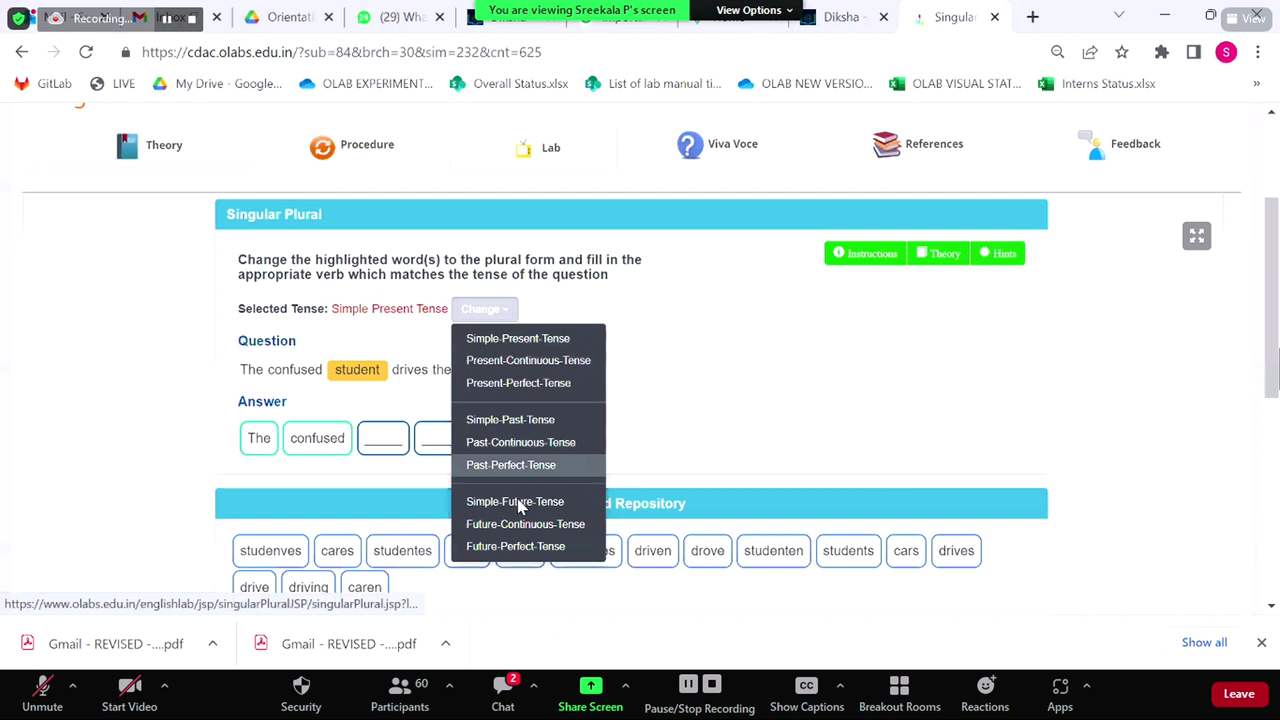 Recording...
You are viewing Sreekala P's screen
View Options
View
Orientati
(29) Wha
Diksha -
Singular
https://cdac.olabs.edu.in/?sub=84&brch=30&sim=232&cnt=625
S
GitLab
LIVE
My Drive - Google...
OLAB EXPERIMENT...
Overall Status.xlsx
List of lab manual ti...
OLAB NEW VERSIO...
OLAB VISUAL STAT...
Interns Status.xlsx
»
Theory
Procedure
Lab
Viva Voce
References
Feedback
Singular Plural
Change the highlighted word(s) to the plural form and fill in the
appropriate verb which matches the tense of the question
Instructions
Theory
Hints
Selected Tense: Simple Present Tense
Change
Simple-Present-Tense
Present-Continuous-Tense
Present-Perfect-Tense
Simple-Past-Tense
Past-Continuous-Tense
Past-Perfect-Tense
Simple-Future-Tense
Future-Continuous-Tense
Future-Perfect-Tense
Question
The confused student drives the
Answer
The confused _____
d Repository
studenves cares studentes
driven drove studenten students cars drives
drive driving caren
https://www.olabs.edu.in/englishlab/jsp/singularPluralJSP/singularPlural.jsp?l...
Gmail - REVISED -....pdf
Gmail - REVISED -....pdf
Show all
Unmute
Start Video
Security
60
Participants
2
Chat
Share Screen
Pause/Stop Recording
CC
Show Captions
Breakout Rooms
Reactions
Apps
Leave